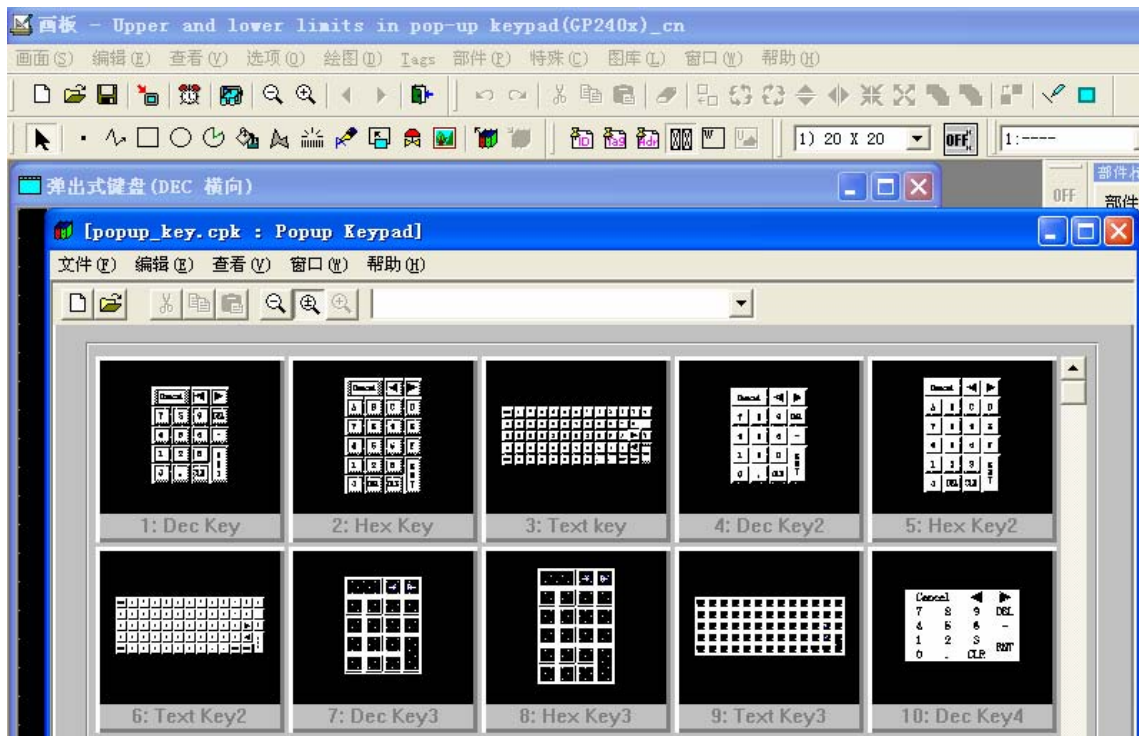 画板 - Upper and lower limits in pop-up keypad(GP240x)_cn
画面(S) 编辑(E) 查看(V) 选项(O) 绘图(D) Tags 部件(P) 特殊(C) 图库(L) 窗口(W) 帮助(H)
ID Tag Adr W 1) 20 X 20 OFF 1:----
弹出式键盘(DEC 横向)
OFF
部件
[popup_key.cpk : Popup Keypad]
文件(F) 编辑(E) 查看(V) 窗口(W) 帮助(H)
1: Dec Key 2: Hex Key 3: Text key 4: Dec Key2 5: Hex Key2
Cancel
7 8 9 DEL
4 5 6 -
1 2 3 ENT
0 . CLR
6: Text Key2 7: Dec Key3 8: Hex Key3 9: Text Key3 10: Dec Key4